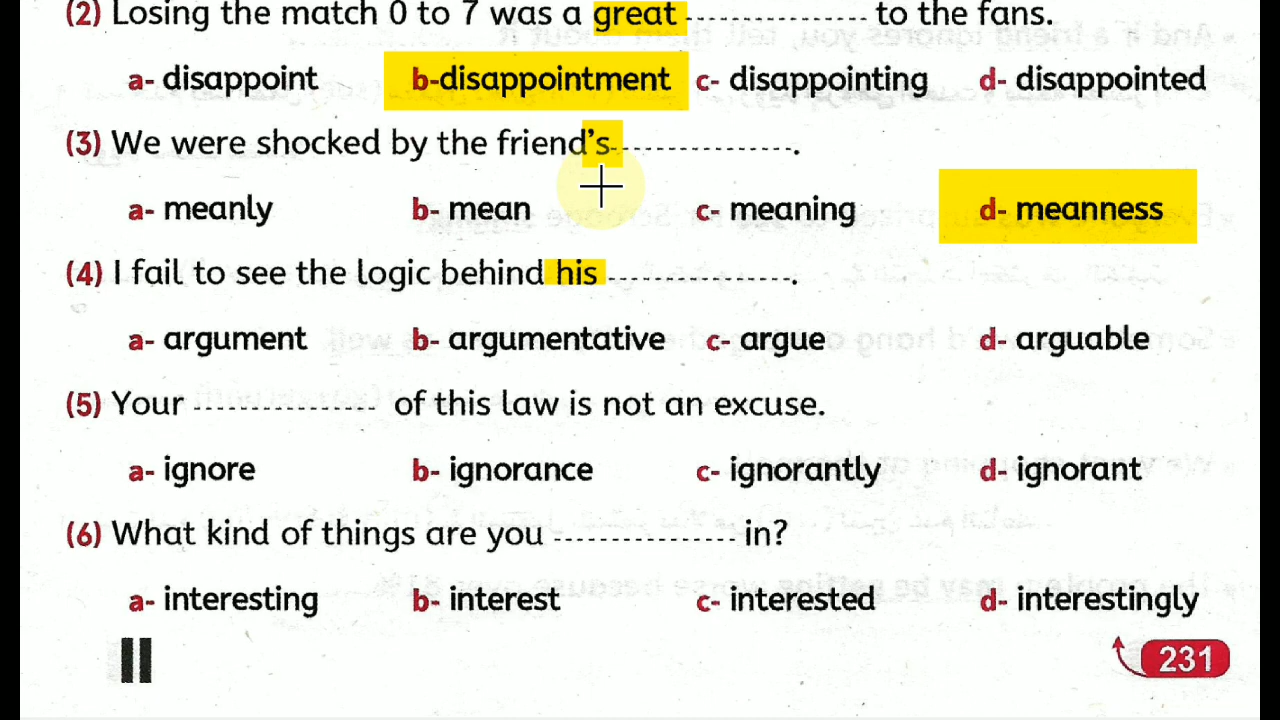 (2) Losing the match 0 to 7 was a great --------------- to the fans.
a- disappoint b-disappointment c- disappointing d- disappointed
(3) We were shocked by the friend's---------------.
a- meanly b- mean c- meaning d- meanness
(4) I fail to see the logic behind his ---------------.
a- argument b- argumentative c- argue d- arguable
(5) Your --------------- of this law is not an excuse.
a- ignore b- ignorance c- ignorantly d- ignorant
(6) What kind of things are you --------------- in?
a- interesting b- interest c- interested d- interestingly
231